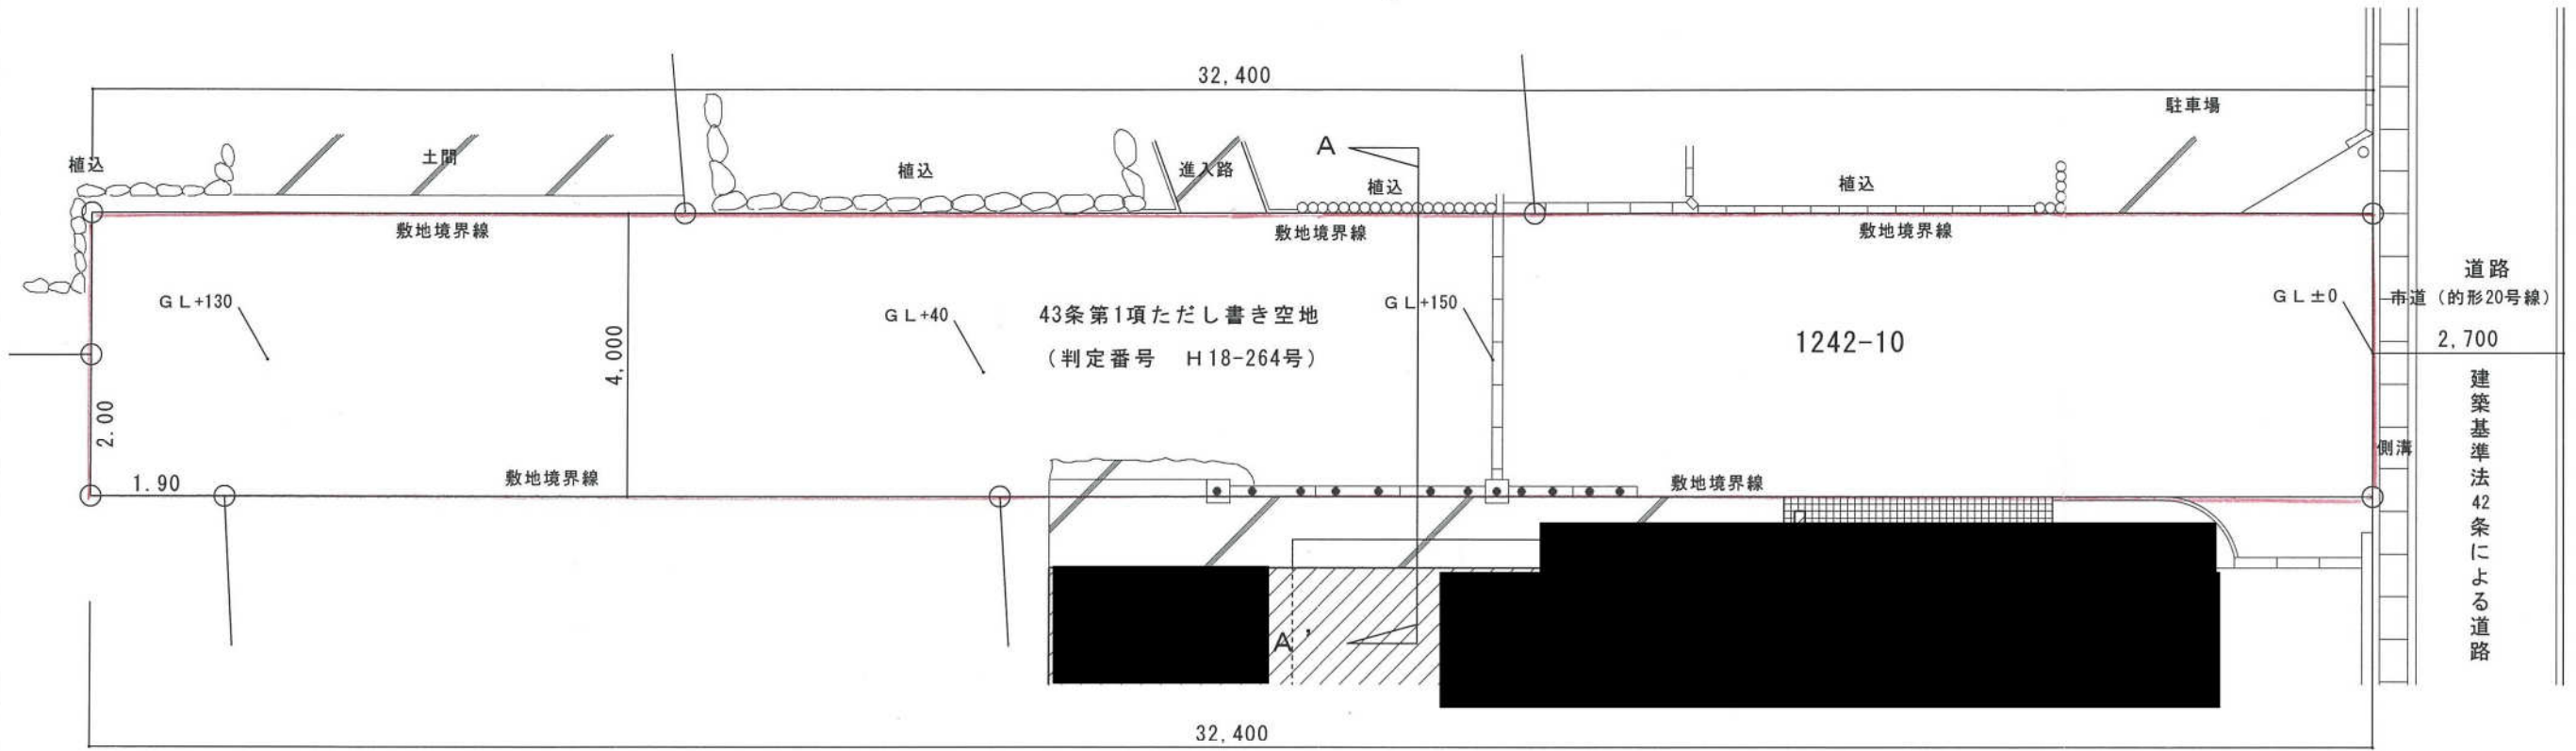 32,400
駐車場
植込
土間
植込
進入路
A
植込
植込
敷地境界線
敷地境界線
敷地境界線
GL+130
GL+40
43条第1項ただし書き空地
(判定番号 H18-264号)
GL+150
1242-10
GL±0
道路
市道(的形20号線)
2,700
4,000
2.00
1.90
敷地境界線
敷地境界線
側溝
建築基準法42条による道路
A'
32,400